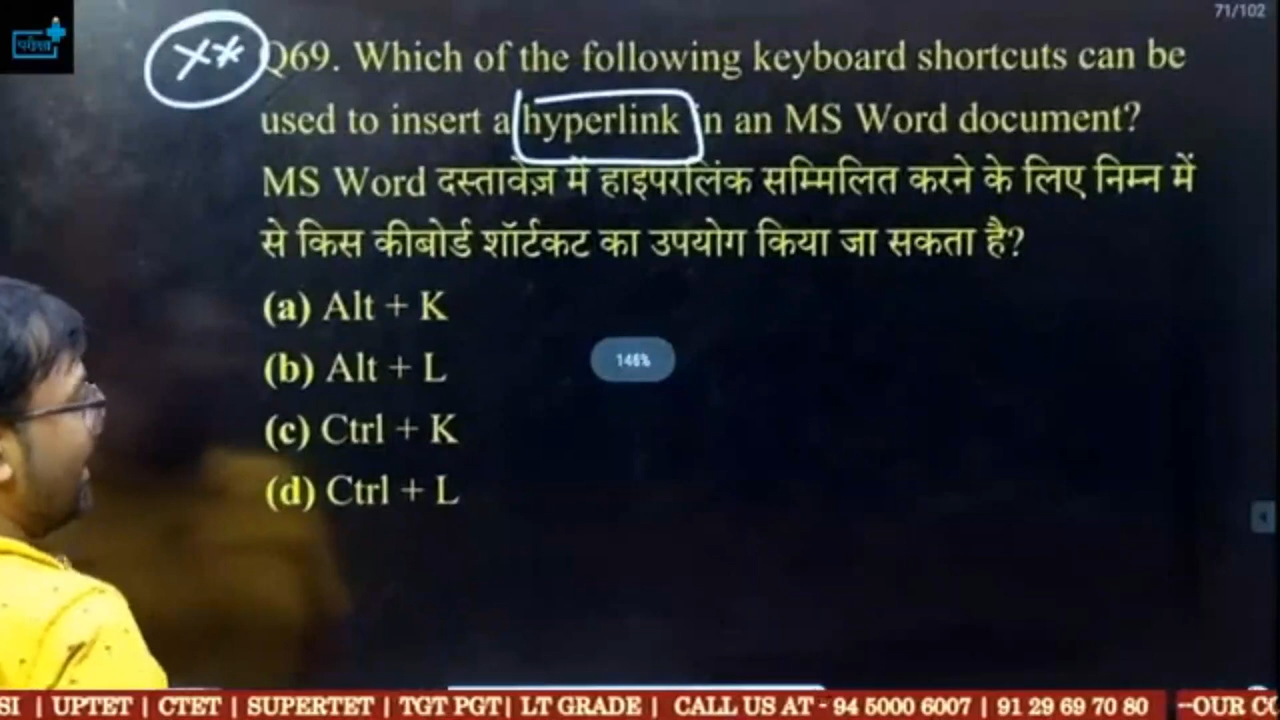 71/102
परीक्षा
** Q69. Which of the following keyboard shortcuts can be
used to insert a hyperlink in an MS Word document?
MS Word दस्तावेज़ में हाइपरलिंक सम्मिलित करने के लिए निम्न में
से किस कीबोर्ड शॉर्टकट का उपयोग किया जा सकता है?
(a) Alt + K
(b) Alt + L
146%
(c) Ctrl + K
(d) Ctrl + L
SI | UPTET | CTET | SUPERTET | TGT PGT| LT GRADE | CALL US AT - 94 5000 6007 | 91 29 69 70 80 --OUR CO